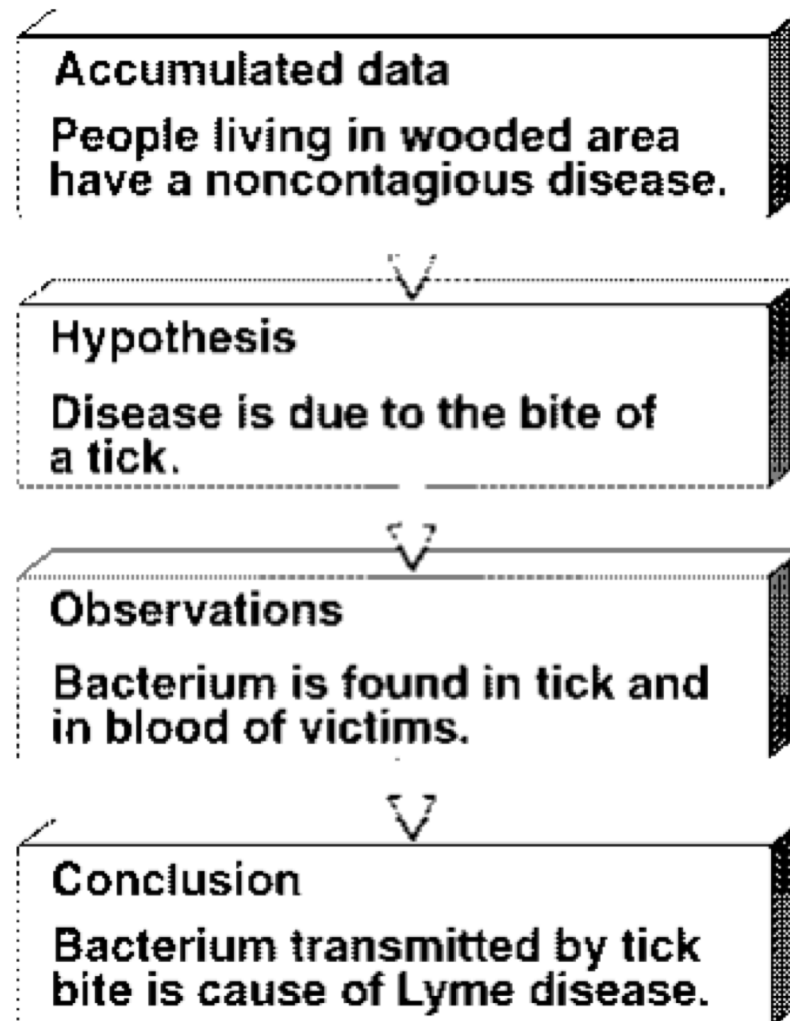 Accumulated data
People living in wooded area
have a noncontagious disease.
Hypothesis
Disease is due to the bite of
a tick.
Observations
Bacterium is found in tick and
in blood of victims.
Conclusion
Bacterium transmitted by tick
bite is cause of Lyme disease.